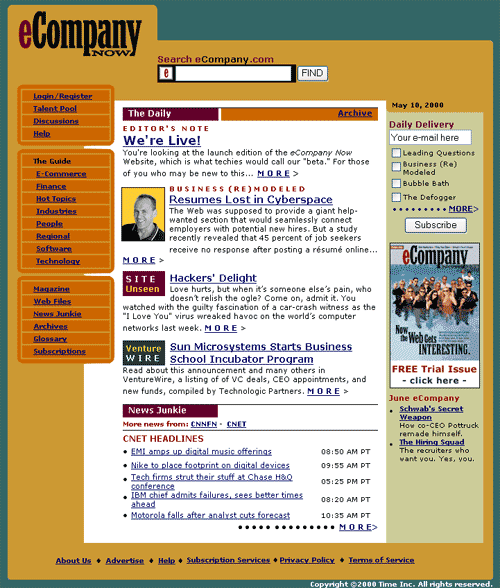 eCompany
NOW
Search eCompany.com
e
FIND
Login/Register
Talent Pool
Discussions
Help
The Guide
E-Commerce
Finance
Hot Topics
Industries
People
Regional
Software
Technology
Magazine
Web Files
News Junkie
Archives
Glossary
Subscriptions
The Daily
Archive
EDITOR'S NOTE
We're Live!
You're looking at the launch edition of the eCompany Now
Website, which is what techies would call our "beta." For those
of you who may be new to this... MORE >
BUSINESS (RE)MODELED
Resumes Lost in Cyberspace
The Web was supposed to provide a giant help-
wanted section that would seamlessly connect
employers with potential new hires. But a study
recently revealed that 45 percent of job seekers
receive no response after posting a résumé online...
MORE >
SITE
Unseen
Hackers' Delight
Love hurts, but when it's someone else's pain, who
doesn't relish the ogle? Come on, admit it. You
watched with the guilty fascination of a car-crash witness as the
"I Love You" virus wreaked havoc on the world's computer
networks last week. MORE >
Venture
WIRE
Sun Microsystems Starts Business
School Incubator Program
Read about this announcement and many others in
VentureWire, a listing of VC deals, CEO appointments, and
new funds, compiled by Technologic Partners. MORE >
News Junkie
More news from: CNNFN - CNET
CNET HEADLINES
• EMI amps up digital music offerings 08:50 AM PT
• Nike to place footprint on digital devices 09:55 AM PT
• Tech firms strut their stuff at Chase H&Q
conference 05:25 PM PT
• IBM chief admits failures, sees better times
ahead 08:20 AM PT
• Motorola falls after analyst cuts forecast 10:35 AM PT
MORE>
May 10, 2000
Daily Delivery
Your e-mail here
Leading Questions
Business (Re)
Modeled
Bubble Bath
The Defogger
MORE>
Subscribe
eCompany
Now
the Web Gets
INTERESTING.
FREE Trial Issue
- click here -
June eCompany
• Schwab's Secret
Weapon
How co-CEO Pottruck
remade himself.
• The Hiring Squad
The recruiters who
want you. Yes, you.
About Us ♦ Advertise ♦ Help ♦ Subscription Services ♦ Privacy Policy ♦ Terms of Service
Copyright ©2000 Time Inc. All rights reserved.